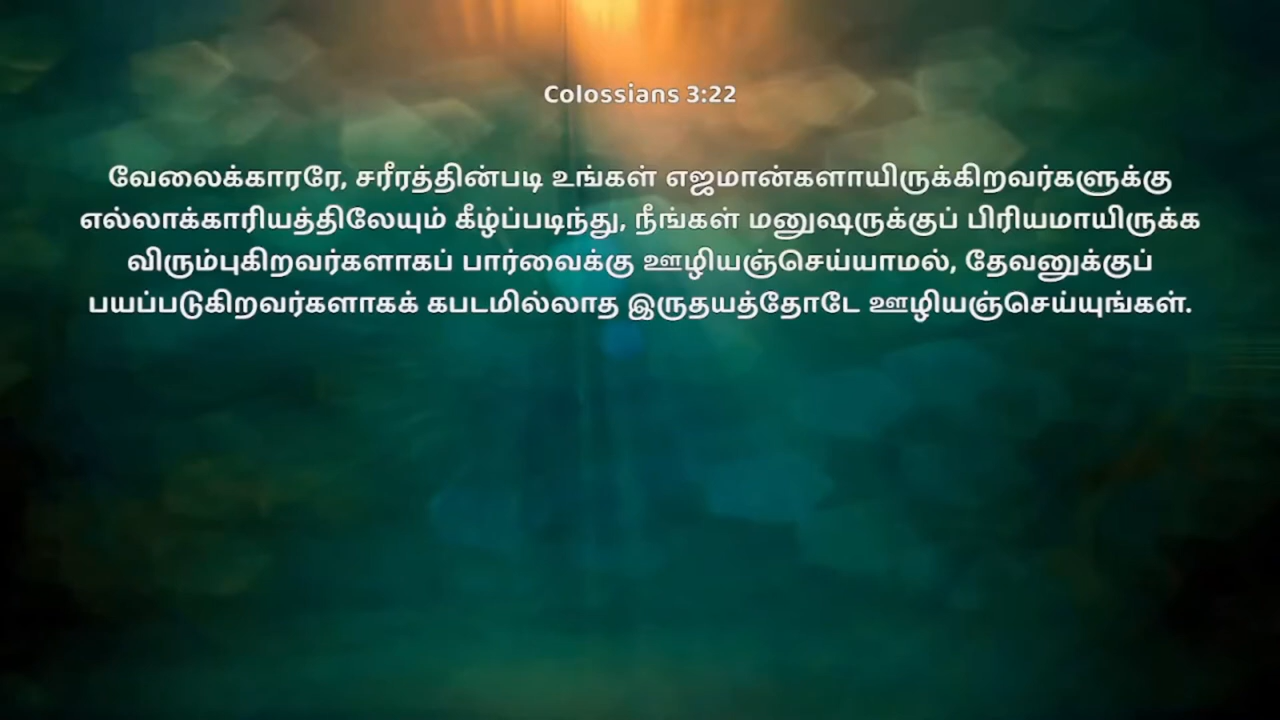 Colossians 3:22
வேலைக்காரரே, சரீரத்தின்படி உங்கள் எஜமான்களாயிருக்கிறவர்களுக்கு
எல்லாக்காரியத்திலேயும் கீழ்ப்படிந்து, நீங்கள் மனுஷருக்குப் பிரியமாயிருக்க
விரும்புகிறவர்களாகப் பார்வைக்கு ஊழியஞ்செய்யாமல், தேவனுக்குப்
பயப்படுகிறவர்களாகக் கபடமில்லாத இருதயத்தோடே ஊழியஞ்செய்யுங்கள்.